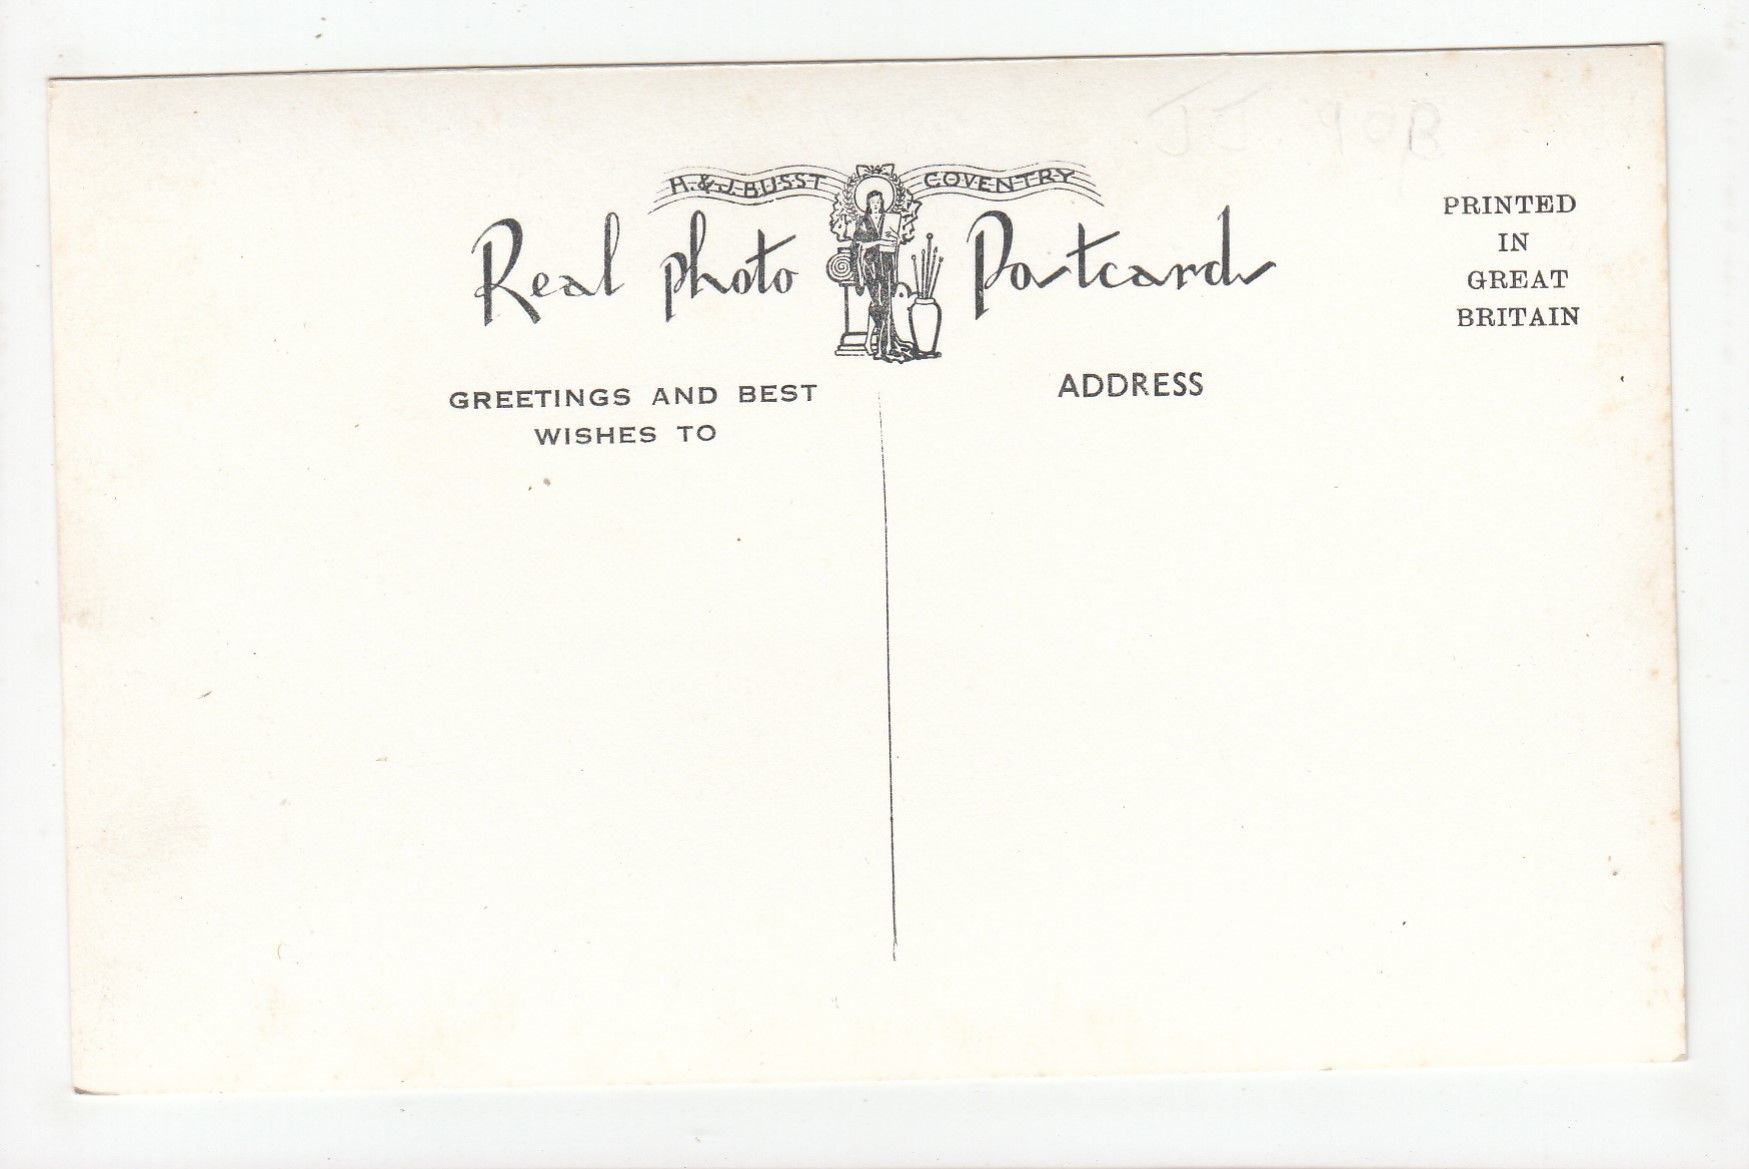 H. & J. BUSST COVENTRY
Real photo Postcard
PRINTED
IN
GREAT
BRITAIN
GREETINGS AND BEST
WISHES TO
ADDRESS